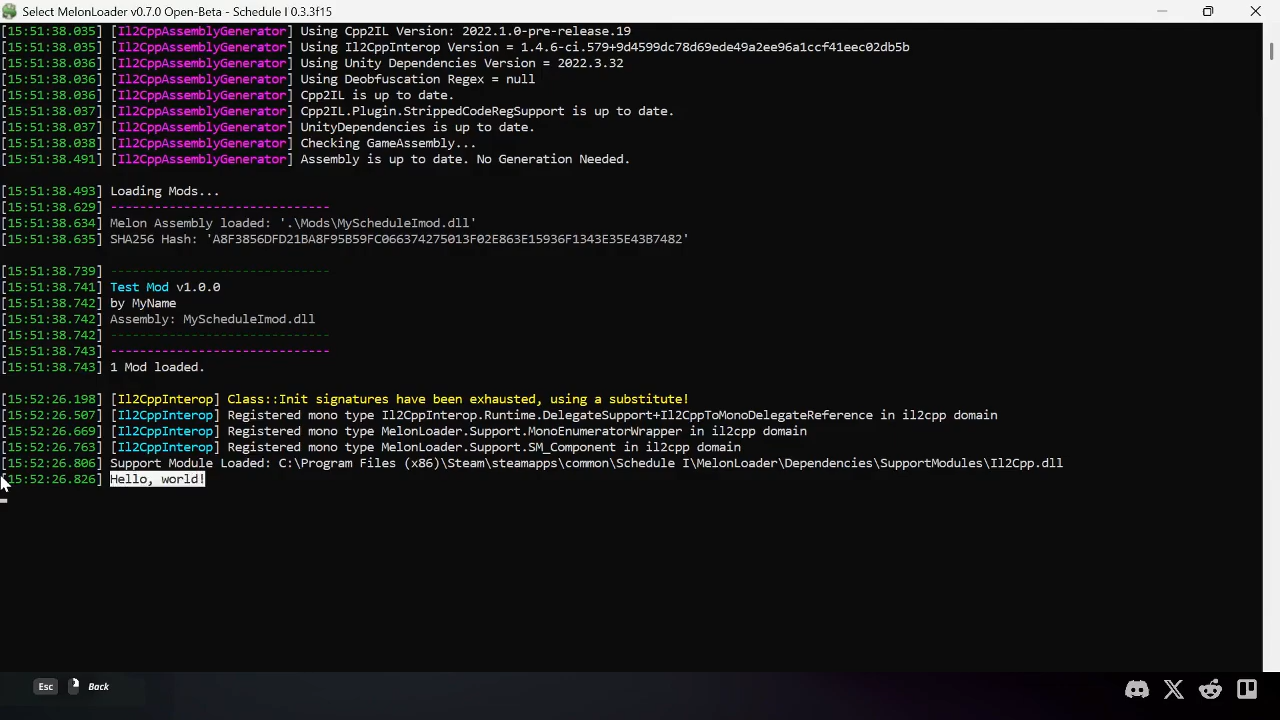 Select MelonLoader v0.7.0 Open-Beta - Schedule I 0.3.3f15
[15:51:38.035] [Il2CppAssemblyGenerator] Using Cpp2IL Version: 2022.1.0-pre-release.19
[15:51:38.035] [Il2CppAssemblyGenerator] Using Il2CppInterop Version = 1.4.6-ci.579+9d4599dc78d69ede49a2ee96a1ccf41eec02db5b
[15:51:38.036] [Il2CppAssemblyGenerator] Using Unity Dependencies Version = 2022.3.32
[15:51:38.036] [Il2CppAssemblyGenerator] Using Deobfuscation Regex = null
[15:51:38.036] [Il2CppAssemblyGenerator] Cpp2IL is up to date.
[15:51:38.037] [Il2CppAssemblyGenerator] Cpp2IL.Plugin.StrippedCodeRegSupport is up to date.
[15:51:38.037] [Il2CppAssemblyGenerator] UnityDependencies is up to date.
[15:51:38.038] [Il2CppAssemblyGenerator] Checking GameAssembly...
[15:51:38.491] [Il2CppAssemblyGenerator] Assembly is up to date. No Generation Needed.
[15:51:38.493] Loading Mods...
[15:51:38.629] ------------------------------
[15:51:38.634] Melon Assembly loaded: '.\Mods\MyScheduleImod.dll'
[15:51:38.635] SHA256 Hash: 'A8F3856DFD21BA8F95B59FC066374275013F02E863E15936F1343E35E43B7482'
[15:51:38.739] ------------------------------
[15:51:38.741] Test Mod v1.0.0
[15:51:38.742] by MyName
[15:51:38.742] Assembly: MyScheduleImod.dll
[15:51:38.742] ------------------------------
[15:51:38.743] ------------------------------
[15:51:38.743] 1 Mod loaded.
[15:52:26.198] [Il2CppInterop] Class::Init signatures have been exhausted, using a substitute!
[15:52:26.507] [Il2CppInterop] Registered mono type Il2CppInterop.Runtime.DelegateSupport+Il2CppToMonoDelegateReference in il2cpp domain
[15:52:26.669] [Il2CppInterop] Registered mono type MelonLoader.Support.MonoEnumeratorWrapper in il2cpp domain
[15:52:26.763] [Il2CppInterop] Registered mono type MelonLoader.Support.SM_Component in il2cpp domain
[15:52:26.806] Support Module Loaded: C:\Program Files (x86)\Steam\steamapps\common\Schedule I\MelonLoader\Dependencies\SupportModules\Il2Cpp.dll
[15:52:26.826] Hello, world!
Esc Back